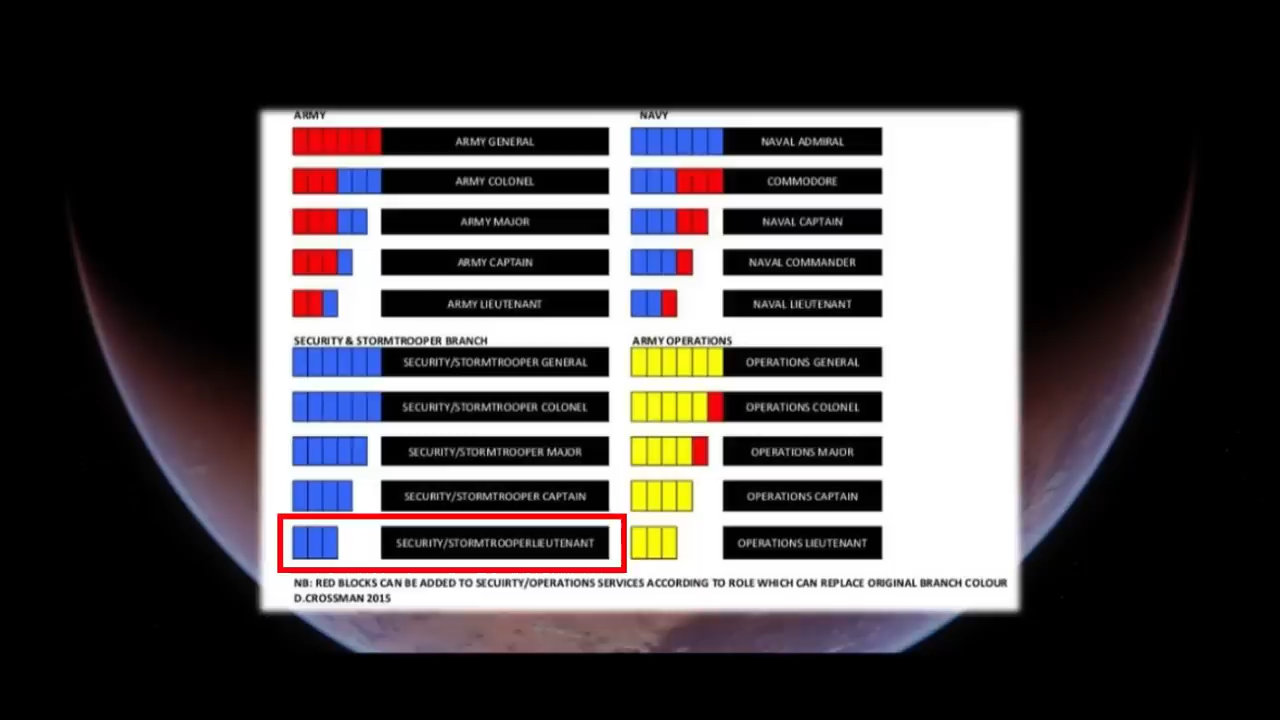 ARMY
ARMY GENERAL
ARMY COLONEL
ARMY MAJOR
ARMY CAPTAIN
ARMY LIEUTENANT
NAVY
NAVAL ADMIRAL
COMMODORE
NAVAL CAPTAIN
NAVAL COMMANDER
NAVAL LIEUTENANT
SECURITY & STORMTROOPER BRANCH
SECURITY/STORMTROOPER GENERAL
SECURITY/STORMTROOPER COLONEL
SECURITY/STORMTROOPER MAJOR
SECURITY/STORMTROOPER CAPTAIN
SECURITY/STORMTROOPERLIEUTENANT
ARMY OPERATIONS
OPERATIONS GENERAL
OPERATIONS COLONEL
OPERATIONS MAJOR
OPERATIONS CAPTAIN
OPERATIONS LIEUTENANT
NB: RED BLOCKS CAN BE ADDED TO SECUIRTY/OPERATIONS SERVICES ACCORDING TO ROLE WHICH CAN REPLACE ORIGINAL BRANCH COLOUR
D.CROSSMAN 2015